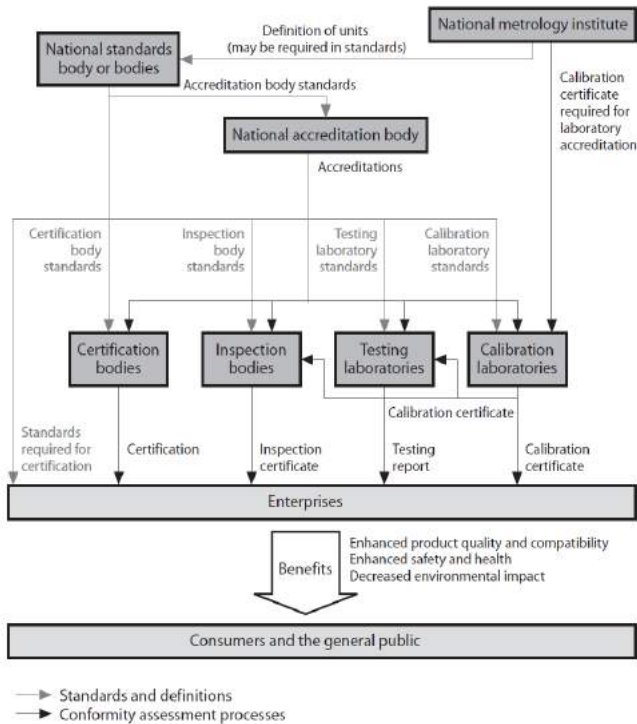 Definition of units
(may be required in standards)
National metrology institute
National standards
body or bodies
Accreditation body standards
Calibration
certificate
required for
laboratory
accreditation
National accreditation body
Accreditations
Certification
body
standards
Inspection
body
standards
Testing
laboratory
standards
Calibration
laboratory
standards
Certification
bodies
Inspection
bodies
Testing
laboratories
Calibration
laboratories
Calibration certificate
Standards
required for
certification
Certification
Inspection
certificate
Testing
report
Calibration
certificate
Enterprises
Benefits
Enhanced product quality and compatibility
Enhanced safety and health
Decreased environmental impact
Consumers and the general public
Standards and definitions
Conformity assessment processes